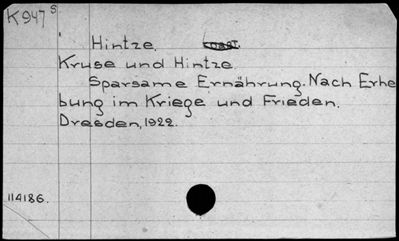 K947 S
Hintze,
Kruse und Hintze.
Sparsame Ernährung. Nach Erhe
bung im Kriege und Frieden.
Dresden, 1922.
114186.